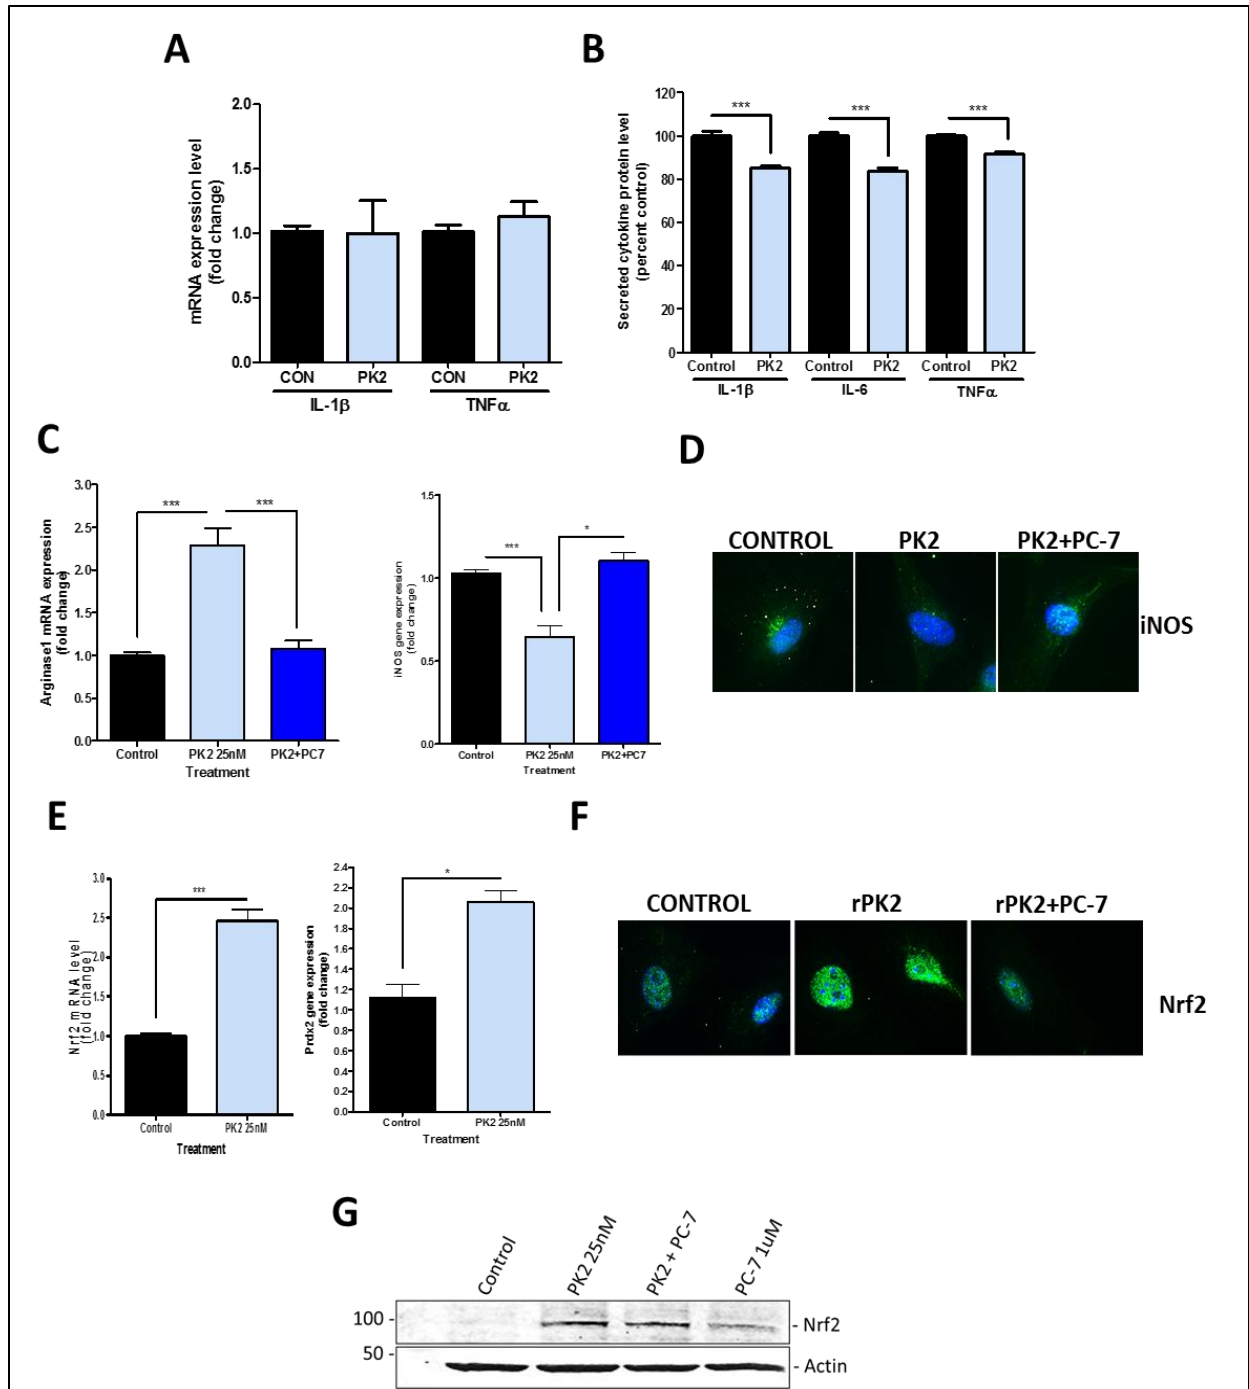 A
mRNA expression level
(fold change)
2.0
1.5
1.0
0.5
0.0
CON PK2 CON PK2
IL-1β TNFα
B
Secreted cytokine protein level
(percent control)
120
100
80
60
40
20
0
*** *** ***
Control PK2 Control PK2 Control PK2
IL-1β IL-6 TNFα
C
Arginase1 mRNA expression
(fold change)
3.0
2.5
2.0
1.5
1.0
0.5
0.0
*** ***
Control PK2 25nM PK2+PC7
Treatment
iNOS gene expression
(fold change)
1.5
1.0
0.5
0.0
*** *
Control PK2 25nM PK2+PC7
Treatment
D
CONTROL PK2 PK2+PC-7
iNOS
E
Nrf2 mRNA level
(fold change)
3.0
2.5
2.0
1.5
1.0
0.5
0.0
***
Control PK2 25nM
Treatment
Prdx2 gene expression
(fold change)
2.4
2.2
2.0
1.8
1.6
1.4
1.2
1.0
0.8
0.6
0.4
0.2
0.0
*
Control PK2 25nM
Treatment
F
CONTROL rPK2 rPK2+PC-7
Nrf2
G
Control PK2 25nM PK2 + PC-7 PC-7 1uM
100 - - Nrf2
50 - - Actin